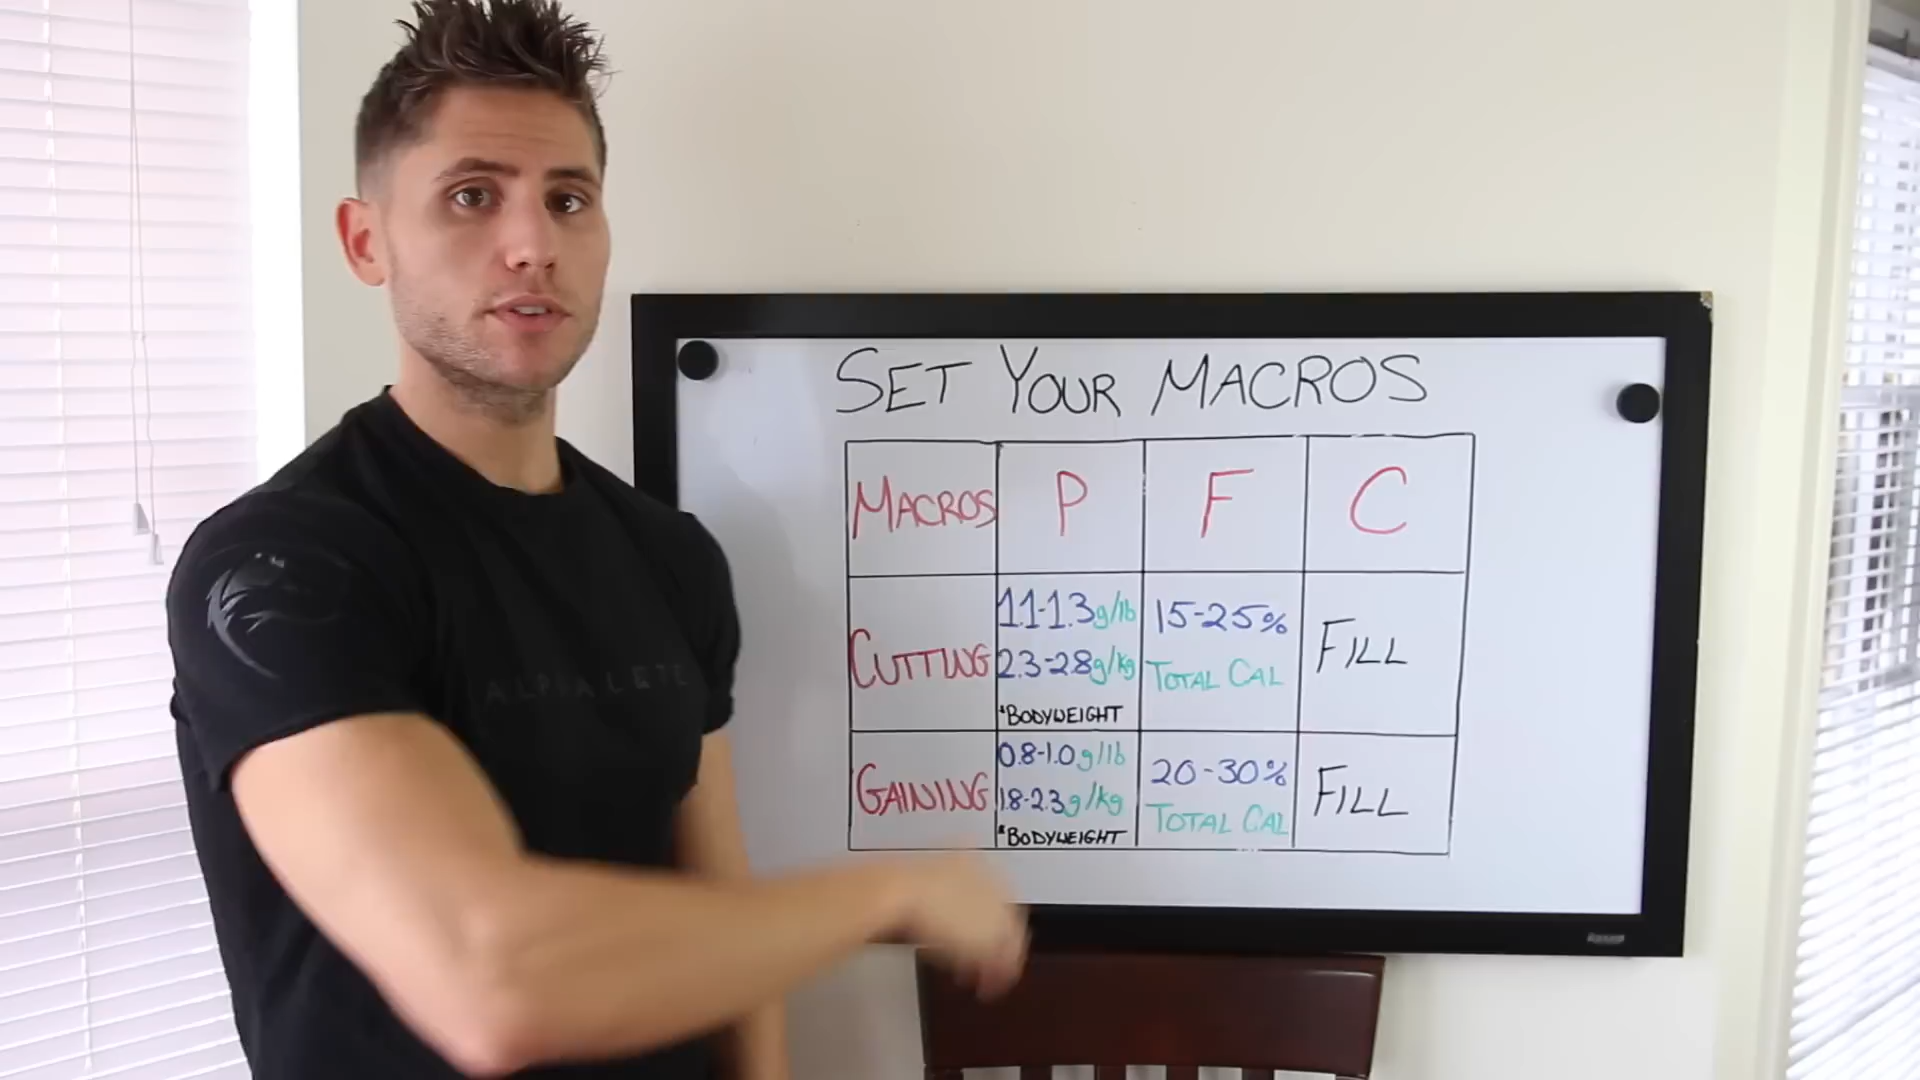 SET YOUR MACROS
MACROS P F C
CUTTING 1.1-1.3g/lb 15-25% FILL
2.3-2.8g/kg TOTAL CAL
*BODYWEIGHT
GAINING 0.8-1.0g/lb 20-30% FILL
1.8-2.3g/kg TOTAL CAL
*BODYWEIGHT
ALPHALETE